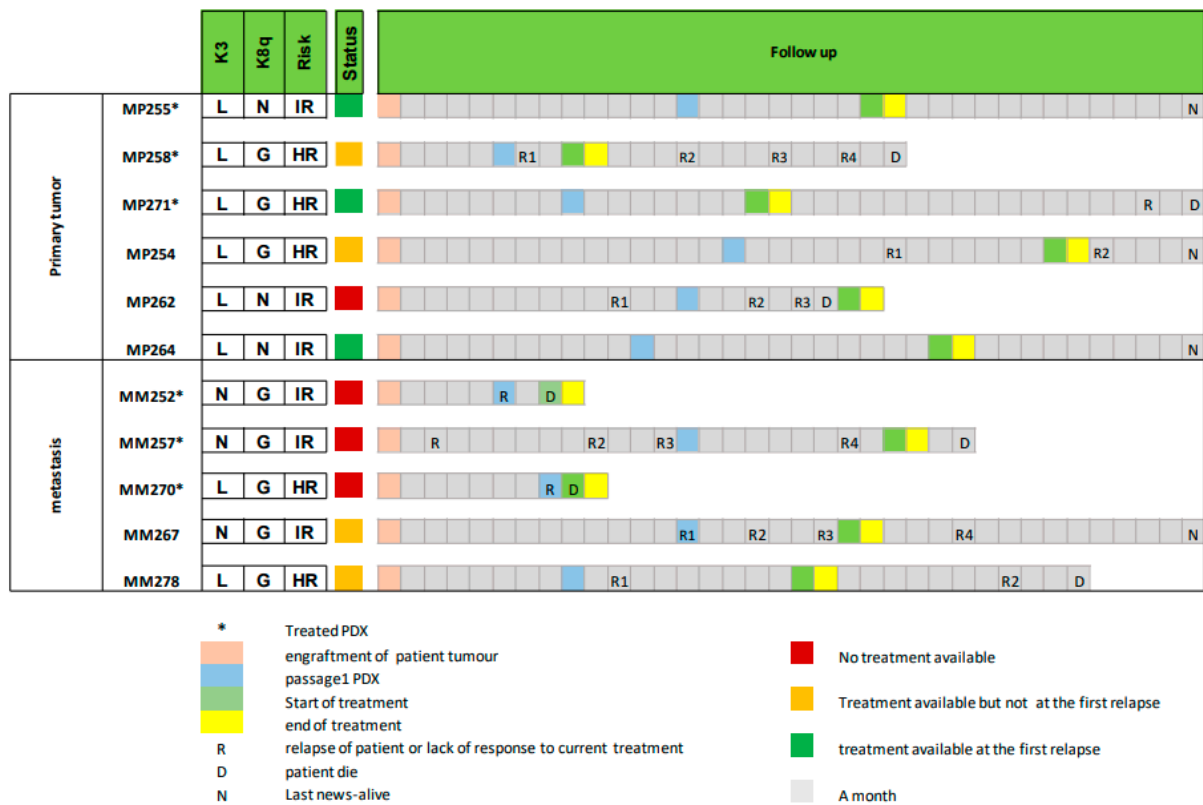 K3 K8q Risk Status Follow up
Primary tumor
MP255* L N IR N
MP258* L G HR R1 R2 R3 R4 D
MP271* L G HR R D
MP254 L G HR R1 R2 N
MP262 L N IR R1 R2 R3 D
MP264 L N IR N
metastasis
MM252* N G IR R D
MM257* N G IR R R2 R3 R4 D
MM270* L G HR R D
MM267 N G IR R1 R2 R3 R4 N
MM278 L G HR R1 R2 D
* Treated PDX
engraftment of patient tumour
No treatment available
passage1 PDX
Start of treatment
Treatment available but not at the first relapse
end of treatment
R relapse of patient or lack of response to current treatment
treatment available at the first relapse
D patient die
N Last news-alive
A month